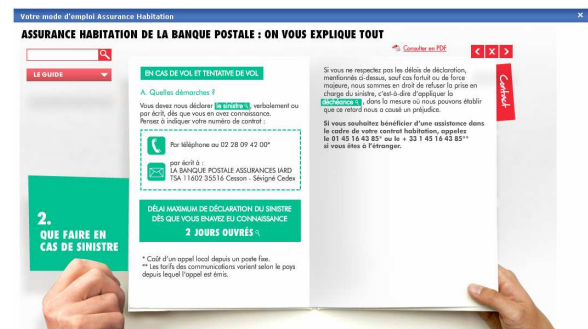 Votre mode d'emploi Assurance Habitation
ASSURANCE HABITATION DE LA BANQUE POSTALE : ON VOUS EXPLIQUE TOUT
Consulter en PDF
LE GUIDE
Contrat
EN CAS DE VOL ET TENTATIVE DE VOL
A. Quelles démarches ?
Vous devez nous déclarer le sinistre, verbalement ou
par écrit, dès que vous en avez connaissance.
Pensez à indiquer votre numéro de contrat :
Par téléphone au 02 28 09 42 00*
par écrit à :
LA BANQUE POSTALE ASSURANCES IARD
TSA 11602 35516 Cesson - Sévigné Cedex
DÉLAI MAXIMUM DE DÉCLARATION DU SINISTRE
DÈS QUE VOUS ENAVEZ EU CONNAISSANCE
2 JOURS OUVRÉS
* Coût d'un appel local depuis un poste fixe.
** Les tarifs des communications varient selon le pays
depuis lequel l'appel est émis.
Si vous ne respectez pas les délais de déclaration,
mentionnés ci-dessus, sauf cas fortuit ou de force
majeure, nous sommes en droit de refuser la prise en
charge du sinistre, c'est-à-dire d'appliquer la
déchéance, dans la mesure où nous pouvons établir
que ce retard nous a causé un préjudice.
Si vous souhaitez bénéficier d'une assistance dans
le cadre de votre contrat habitation, appelez
le 01 45 16 43 85* ou le + 33 1 45 16 43 85**
si vous êtes à l'étranger.
2.
QUE FAIRE EN
CAS DE SINISTRE